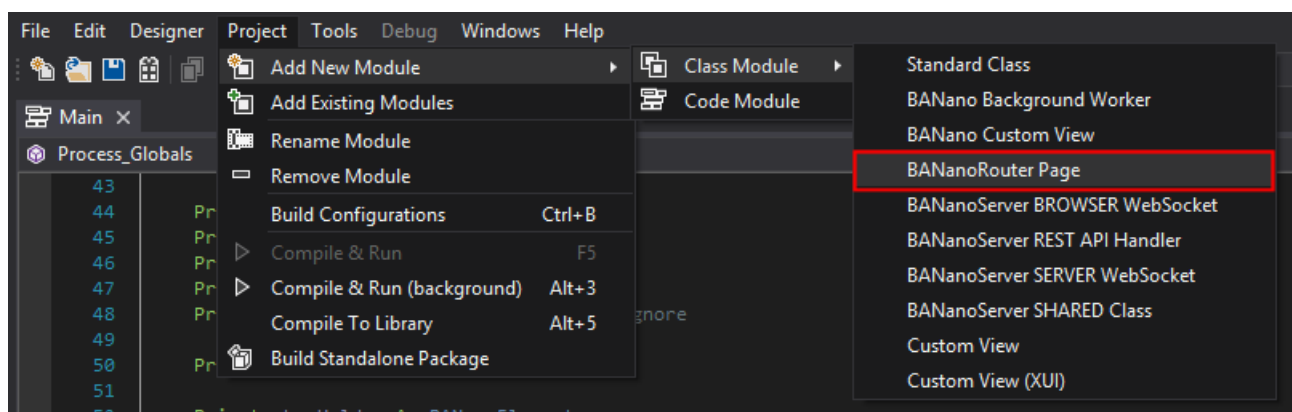 File Edit Designer Project Tools Debug Windows Help
Main
Process_Globals
43
44 Pr
45 Pr
46 Pr
47 Pr
48 Pr gnore
49
50 Pr
51
Add New Module
Add Existing Modules
Rename Module
Remove Module
Build Configurations Ctrl+B
Compile & Run F5
Compile & Run (background) Alt+3
Compile To Library Alt+5
Build Standalone Package
Class Module
Code Module
Standard Class
BANano Background Worker
BANano Custom View
BANanoRouter Page
BANanoServer BROWSER WebSocket
BANanoServer REST API Handler
BANanoServer SERVER WebSocket
BANanoServer SHARED Class
Custom View
Custom View (XUI)